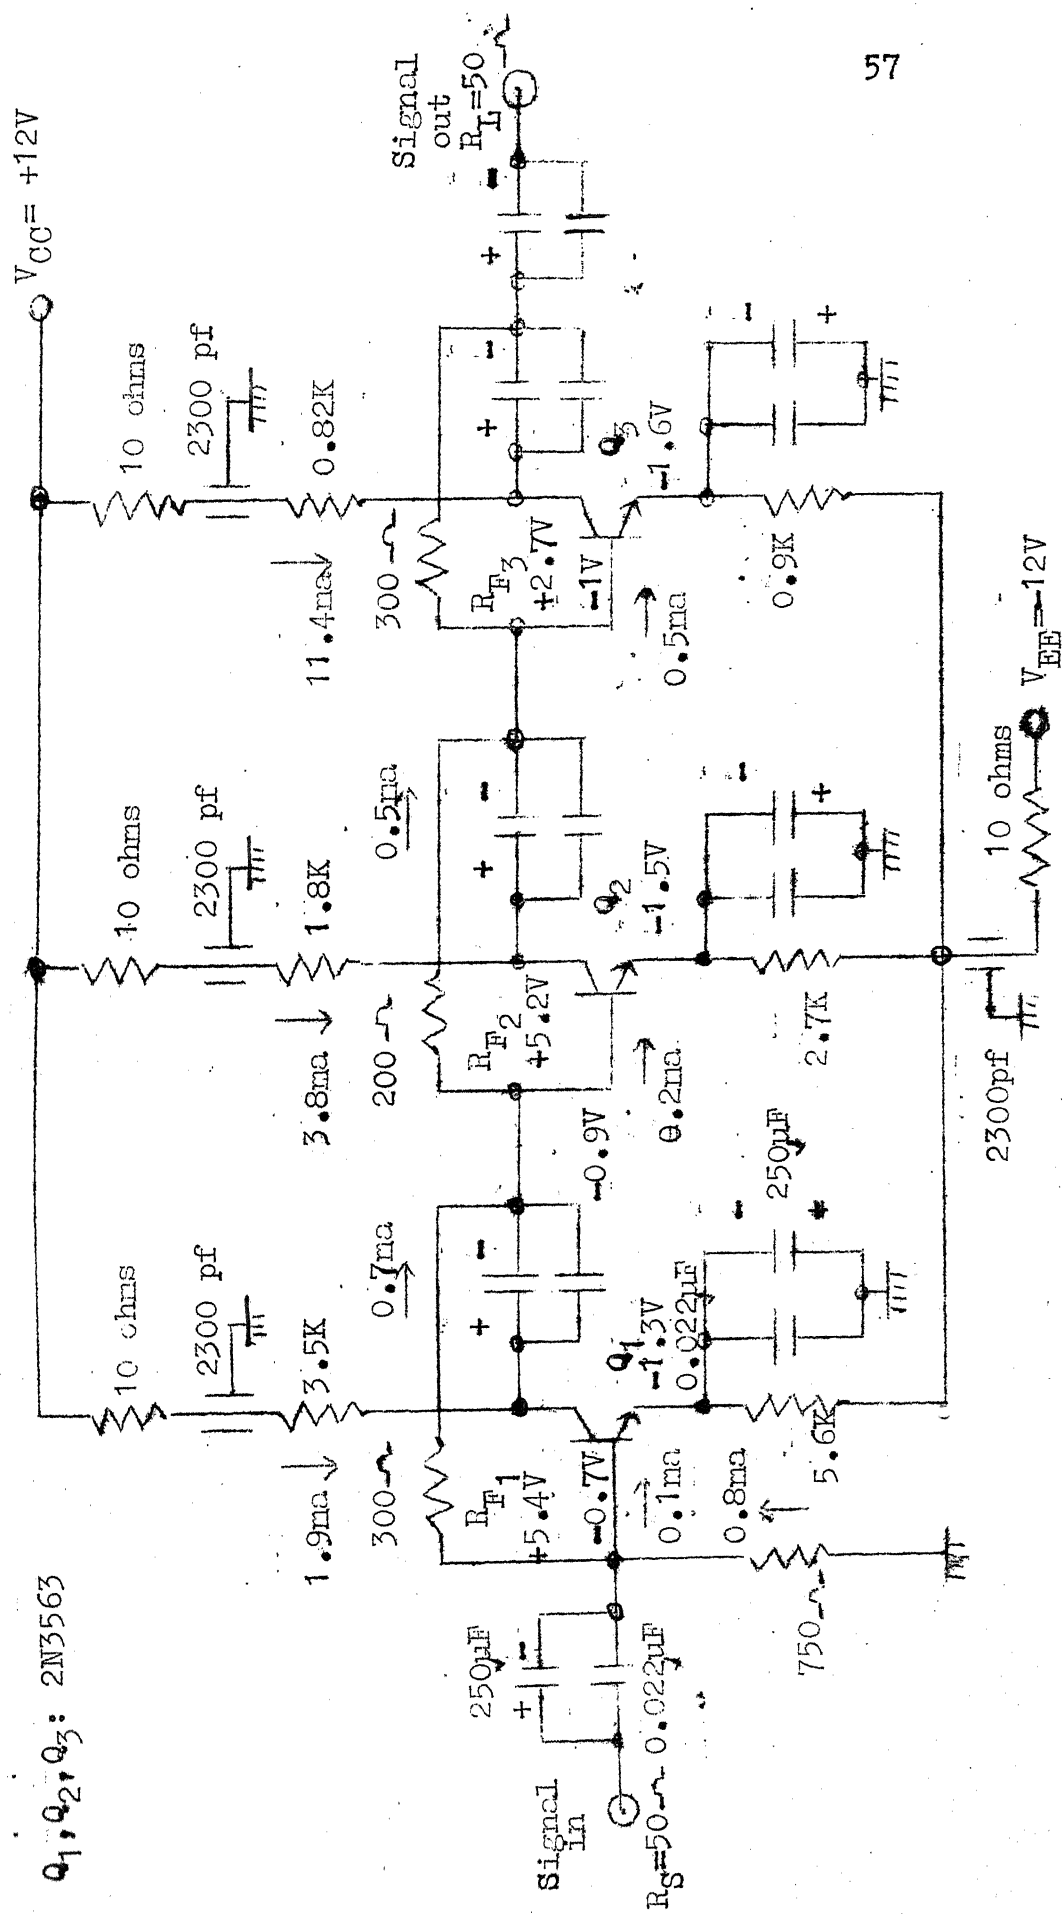 57
Q1,Q2,Q3: 2N3563
VCC= +12V
10 ohms
10 ohms
10 ohms
2300 pf
2300 pf
2300 pf
3.5K
1.8K
0.82K
1.9ma
3.8ma
11.4ma
300
0.7ma
200
0.5ma
300
RF1
RF2
RF3
+5.4V
+5.2V
+2.7V
-0.7V
-0.9V
-1V
Q1
Q2
Q3
-1.3V
-1.5V
-1.6V
Signal
in
RS=50
250µF
0.022µF
0.1ma
0.2ma
0.5ma
0.8ma
0.022µF
250µF
750
5.6K
2.7K
0.9K
Signal
out
RL=50
2300pf
10 ohms
VEE=-12V
+
-
+
-
+
-
+
-
+
-
-
+
-
+
-
+